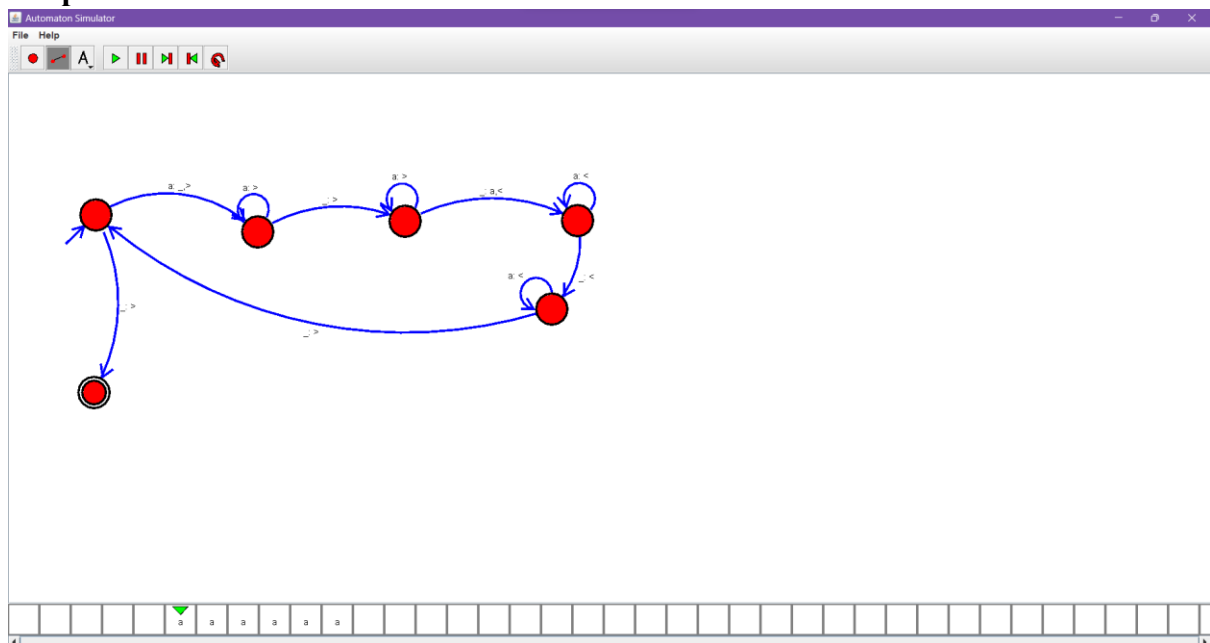 Automaton Simulator
File Help
A
a: _,>
a: >
_: >
a: >
_: a,<
a: <
a: <
_: <
_: >
_: >
a a a a a a